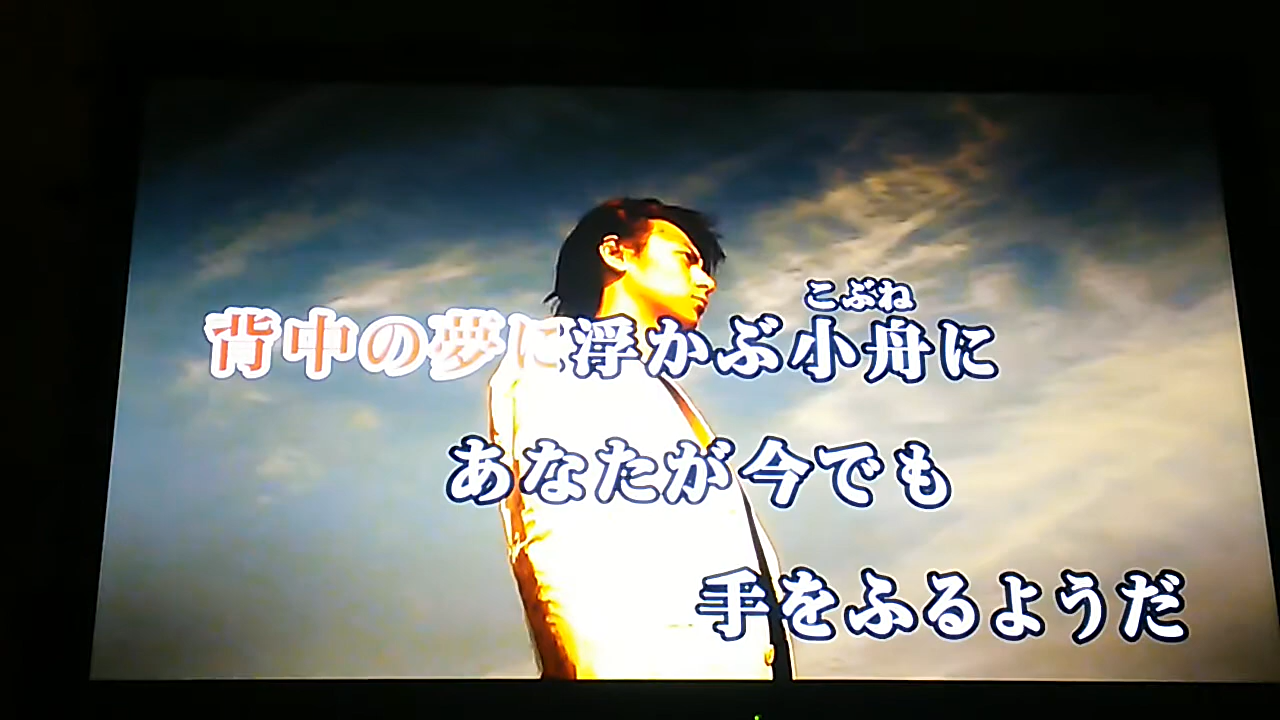 こぶね
背中の夢に浮かぶ小舟に
あなたが今でも
手をふるようだ